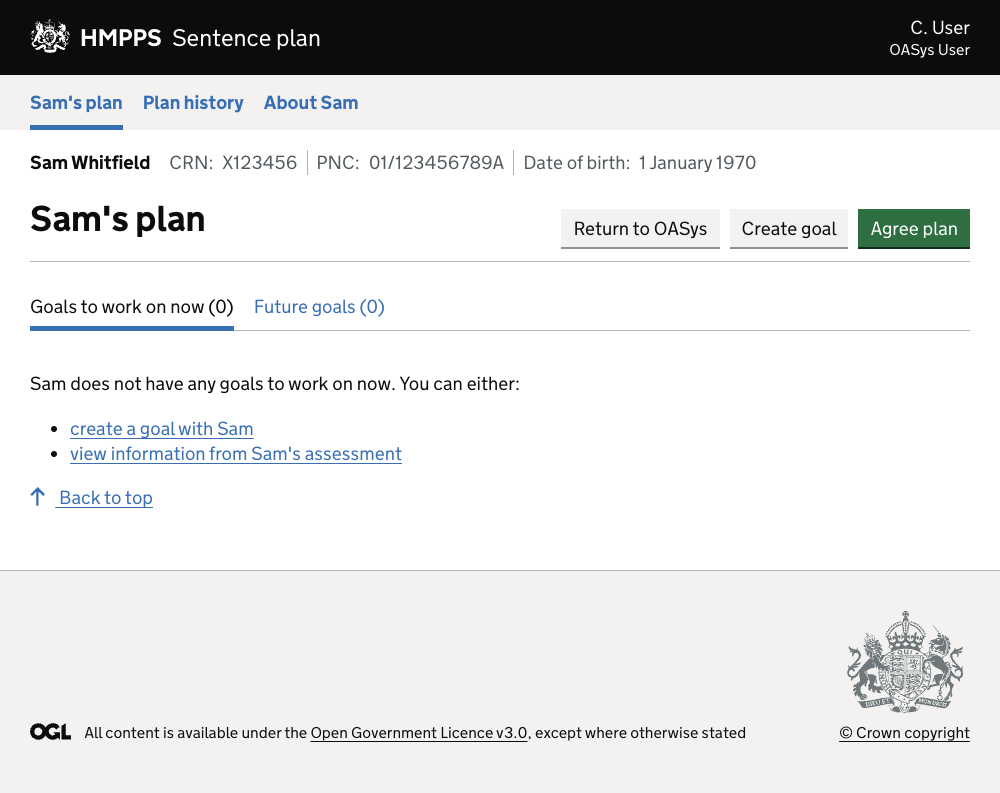 HMPPS Sentence plan
C. User
OASys User
Sam's plan Plan history About Sam
Sam Whitfield CRN: X123456 PNC: 01/123456789A Date of birth: 1 January 1970
Sam's plan
Return to OASys Create goal Agree plan
Goals to work on now (0) Future goals (0)
Sam does not have any goals to work on now. You can either:
• create a goal with Sam
• view information from Sam's assessment
↑ Back to top
OGL All content is available under the Open Government Licence v3.0, except where otherwise stated
© Crown copyright